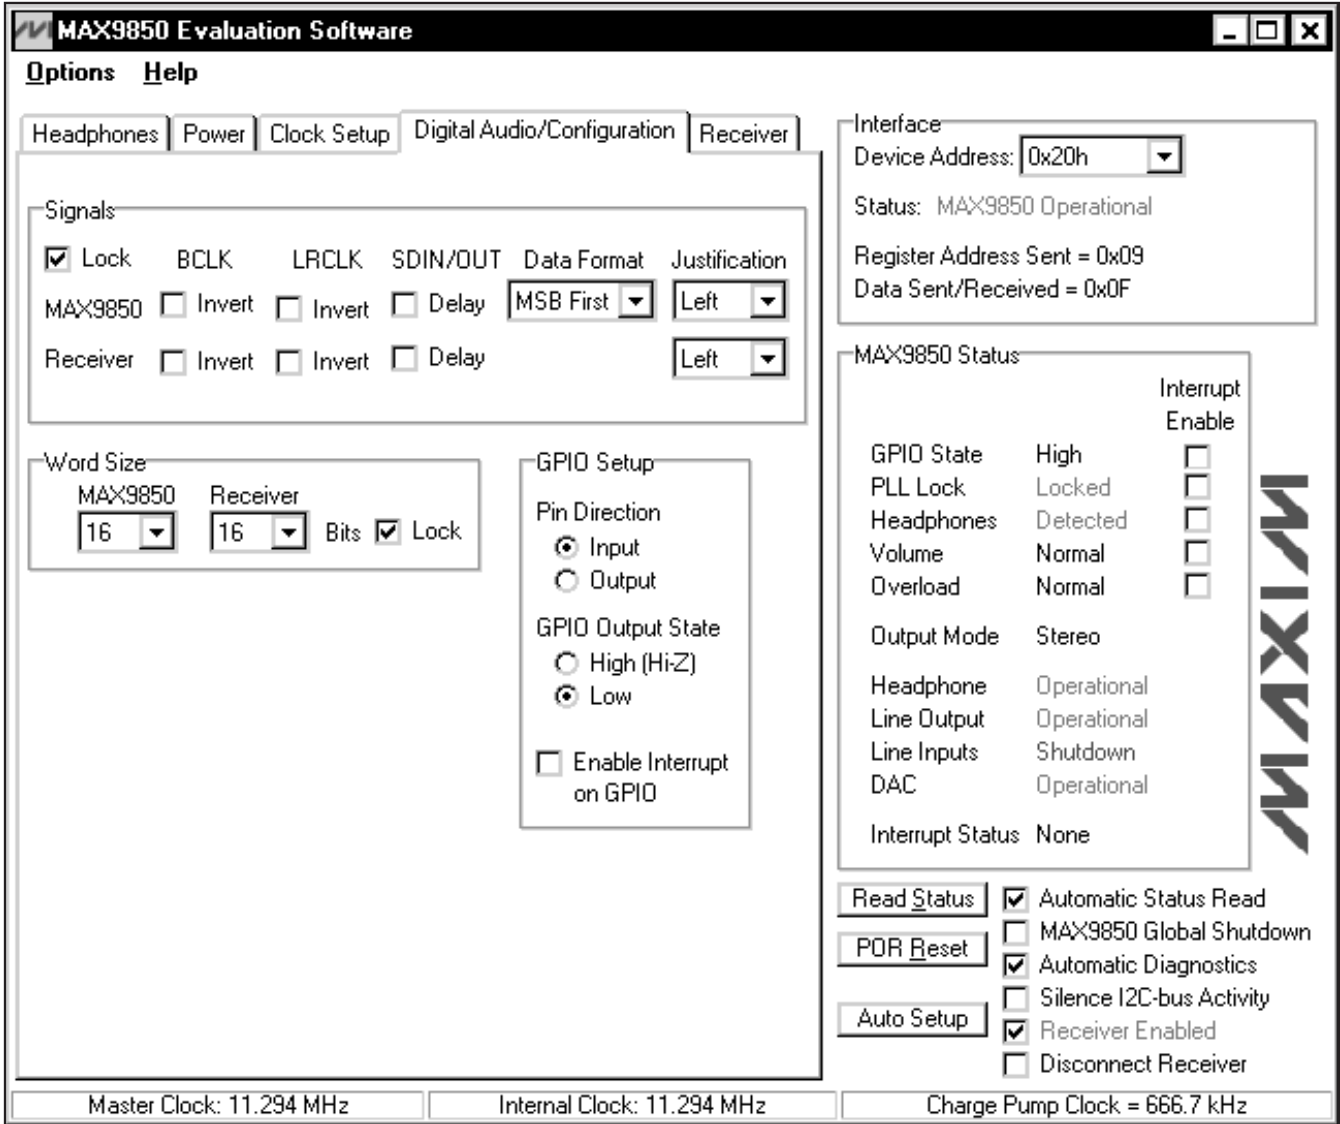 MAX9850 Evaluation Software
Options Help
Headphones Power Clock Setup Digital Audio/Configuration Receiver
Signals
Lock BCLK LRCLK SDIN/OUT Data Format Justification
MAX9850 Invert Invert Delay MSB First Left
Receiver Invert Invert Delay Left
Word Size
MAX9850 Receiver
16 16 Bits Lock
GPIO Setup
Pin Direction
Input
Output
GPIO Output State
High (Hi-Z)
Low
Enable Interrupt
on GPIO
Interface
Device Address: 0x20h
Status: MAX9850 Operational
Register Address Sent = 0x09
Data Sent/Received = 0x0F
MAX9850 Status
Interrupt
Enable
GPIO State High
PLL Lock Locked
Headphones Detected
Volume Normal
Overload Normal
Output Mode Stereo
Headphone Operational
Line Output Operational
Line Inputs Shutdown
DAC Operational
Interrupt Status None
MAXIM
Read Status Automatic Status Read
MAX9850 Global Shutdown
POR Reset
Automatic Diagnostics
Silence I2C-bus Activity
Auto Setup
Receiver Enabled
Disconnect Receiver
Master Clock: 11.294 MHz Internal Clock: 11.294 MHz Charge Pump Clock = 666.7 kHz